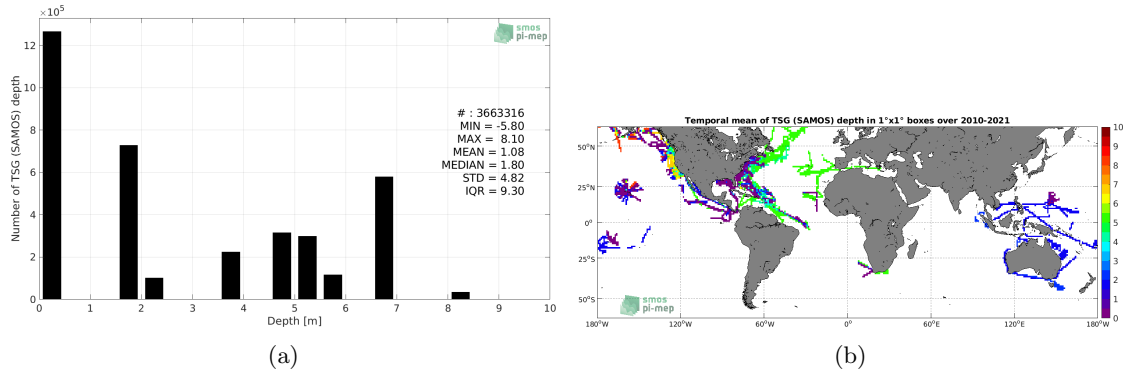 ×10⁵
12
10
8
6
4
2
0
Number of TSG (SAMOS) depth
1 2 3 4 5 6 7 8 9 10
Depth [m]
smos
pi-mep
# : 3663316
MIN = -5.80
MAX = 8.10
MEAN = 1.08
MEDIAN = 1.80
STD = 4.82
IQR = 9.30
(a)
Temporal mean of TSG (SAMOS) depth in 1°x1° boxes over 2010-2021
50°N
25°N
0°
25°S
50°S
180°W 120°W 60°W 0° 60°E 120°E 180°W
10
9
8
7
6
5
4
3
2
1
0
smos
pi-mep
(b)